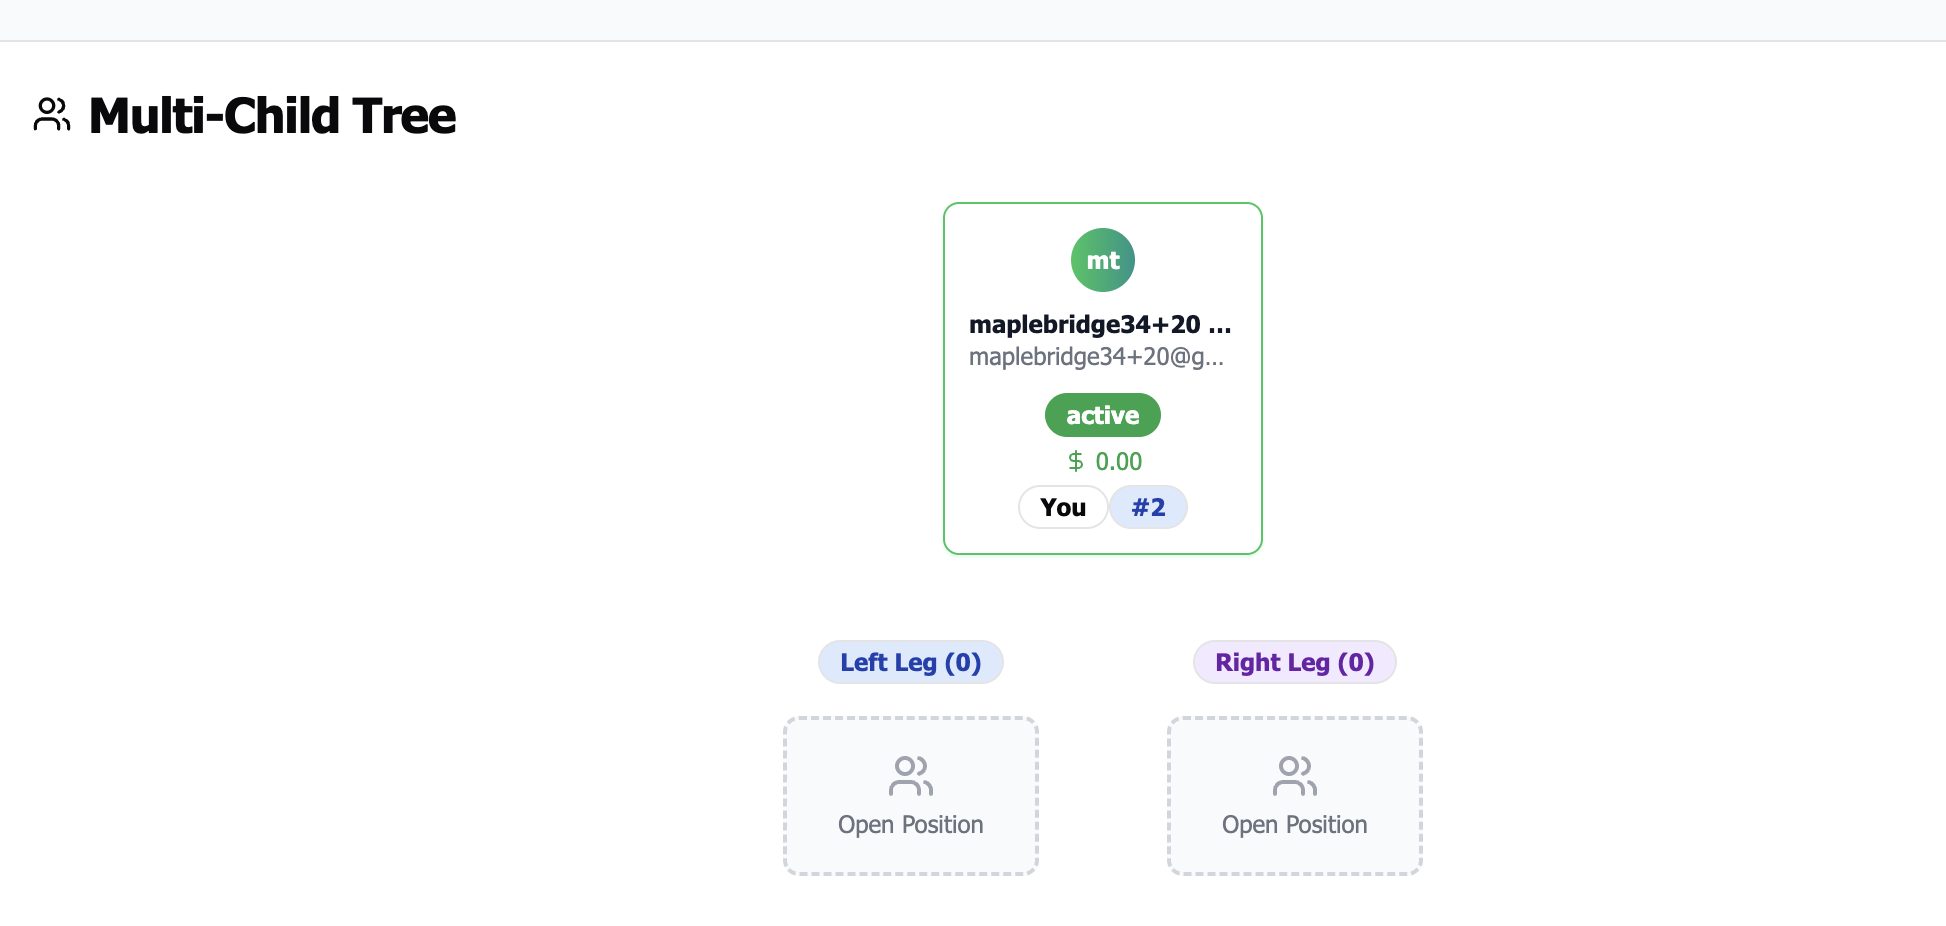 Multi-Child Tree
mt
maplebridge34+20 ...
maplebridge34+20@g...
active
$ 0.00
You #2
Left Leg (0) Right Leg (0)
Open Position Open Position